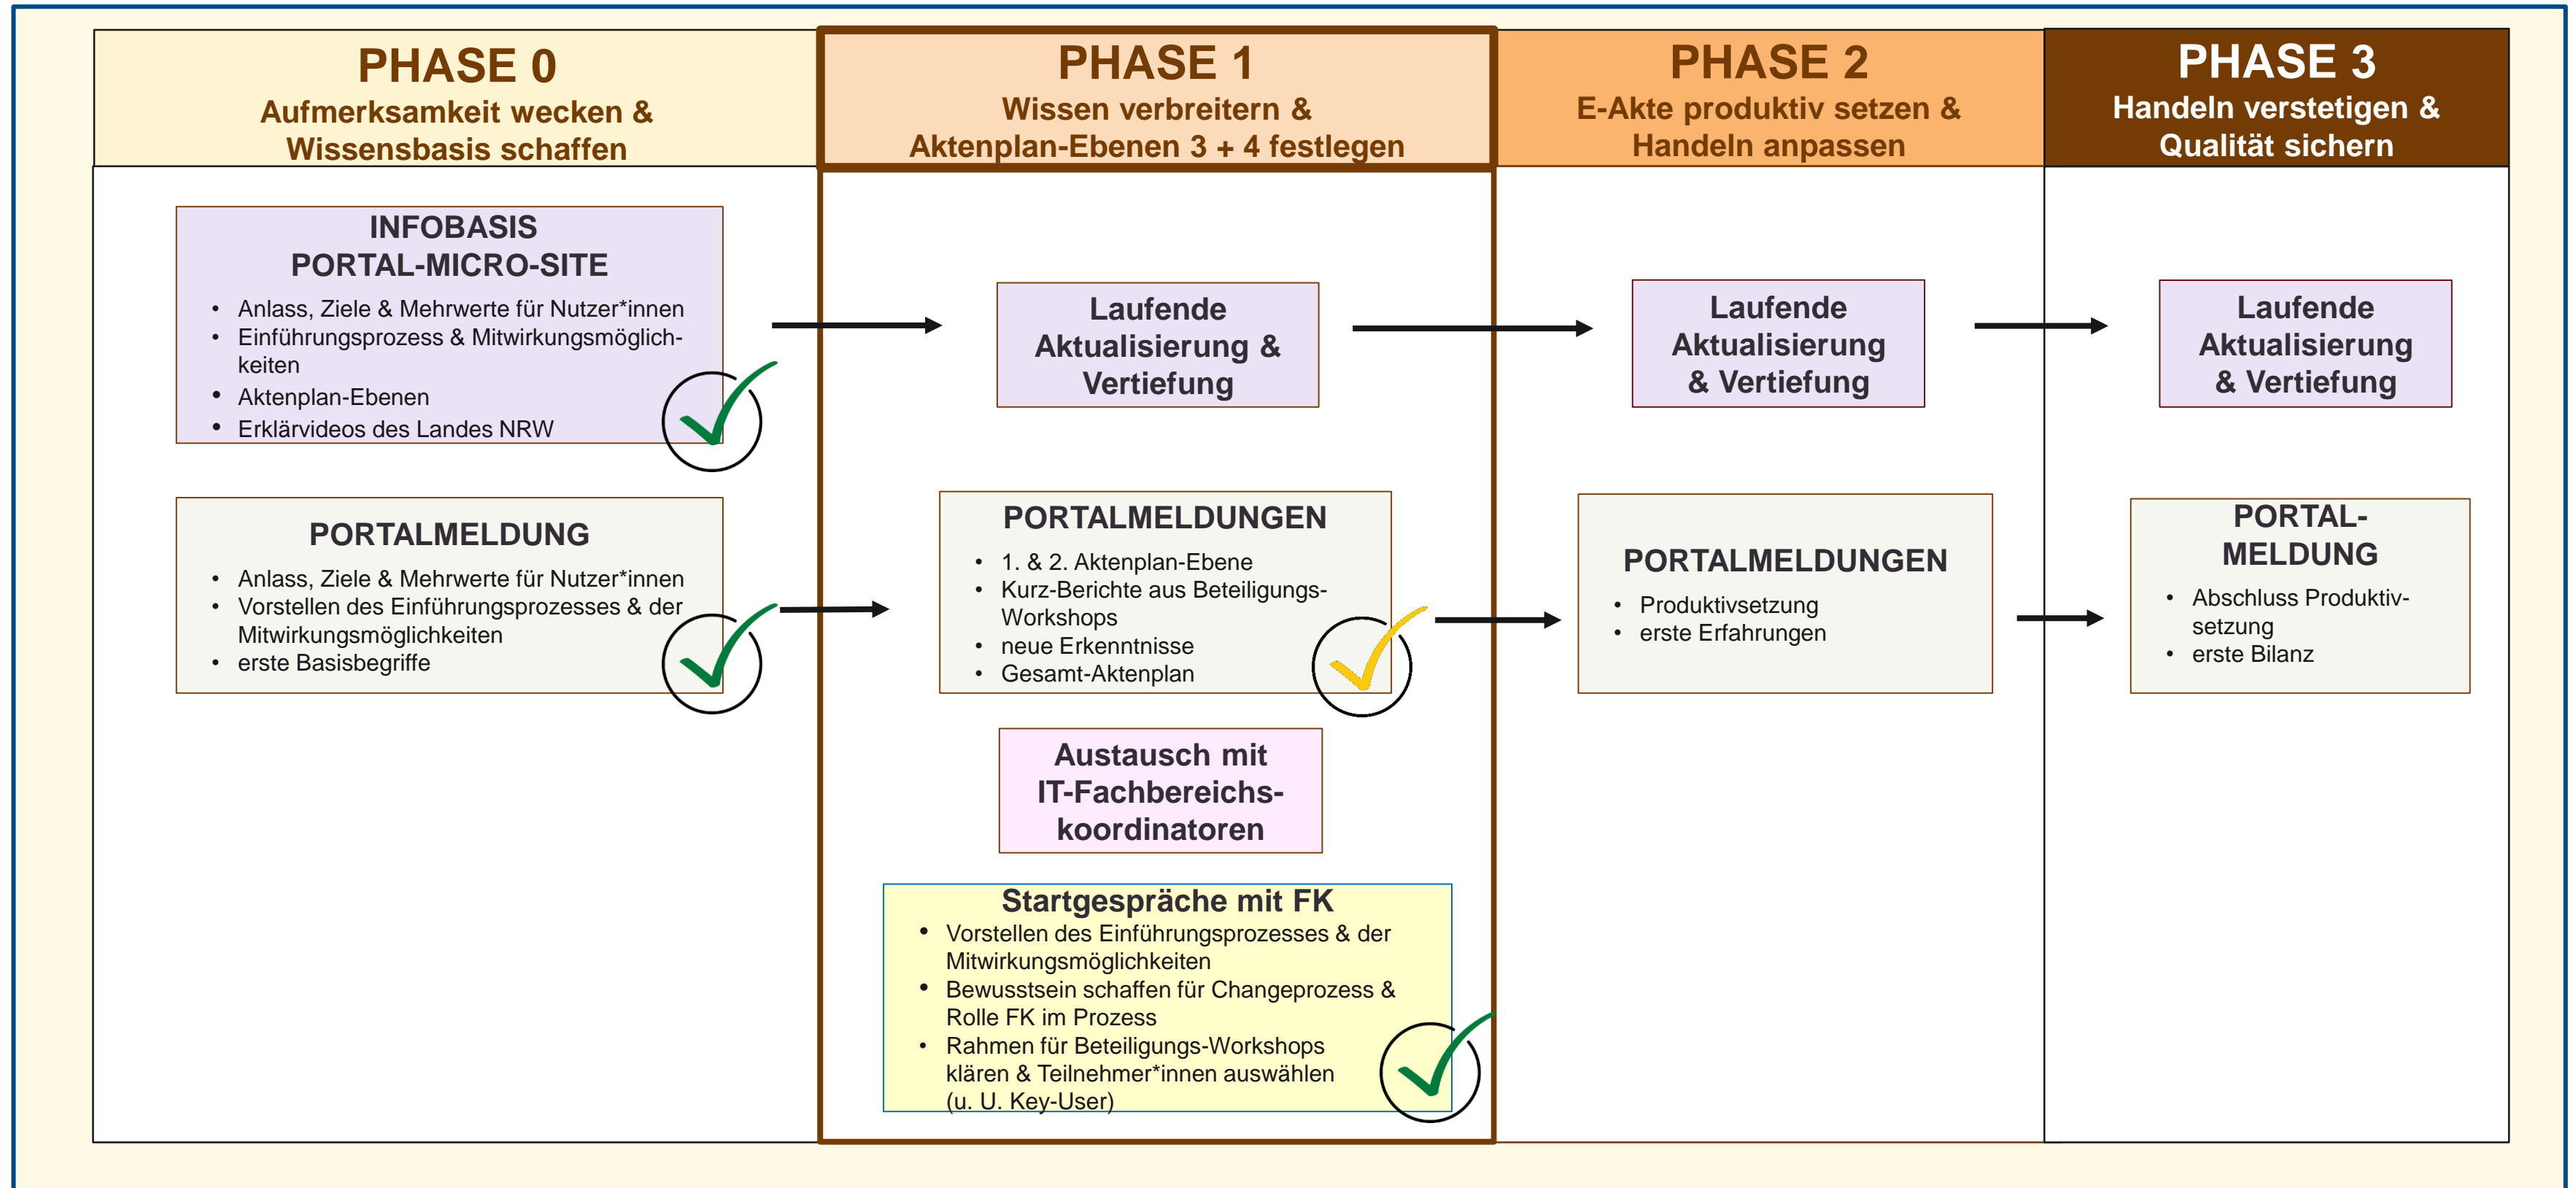 PHASE 0
Aufmerksamkeit wecken &
Wissensbasis schaffen
PHASE 1
Wissen verbreitern &
Aktenplan-Ebenen 3 + 4 festlegen
PHASE 2
E-Akte produktiv setzen &
Handeln anpassen
PHASE 3
Handeln verstetigen &
Qualität sichern
INFOBASIS
PORTAL-MICRO-SITE
• Anlass, Ziele & Mehrwerte für Nutzer*innen
• Einführungsprozess & Mitwirkungsmöglich-
keiten
• Aktenplan-Ebenen
• Erklärvideos des Landes NRW
Laufende
Aktualisierung &
Vertiefung
Laufende
Aktualisierung
& Vertiefung
Laufende
Aktualisierung
& Vertiefung
PORTALMELDUNG
• Anlass, Ziele & Mehrwerte für Nutzer*innen
• Vorstellen des Einführungsprozesses & der
Mitwirkungsmöglichkeiten
• erste Basisbegriffe
PORTALMELDUNGEN
• 1. & 2. Aktenplan-Ebene
• Kurz-Berichte aus Beteiligungs-
Workshops
• neue Erkenntnisse
• Gesamt-Aktenplan
PORTALMELDUNGEN
• Produktivsetzung
• erste Erfahrungen
PORTAL-
MELDUNG
• Abschluss Produktiv-
setzung
• erste Bilanz
Austausch mit
IT-Fachbereichs-
koordinatoren
Startgespräche mit FK
• Vorstellen des Einführungsprozesses & der
Mitwirkungsmöglichkeiten
• Bewusstsein schaffen für Changeprozess &
Rolle FK im Prozess
• Rahmen für Beteiligungs-Workshops
klären & Teilnehmer*innen auswählen
(u. U. Key-User)